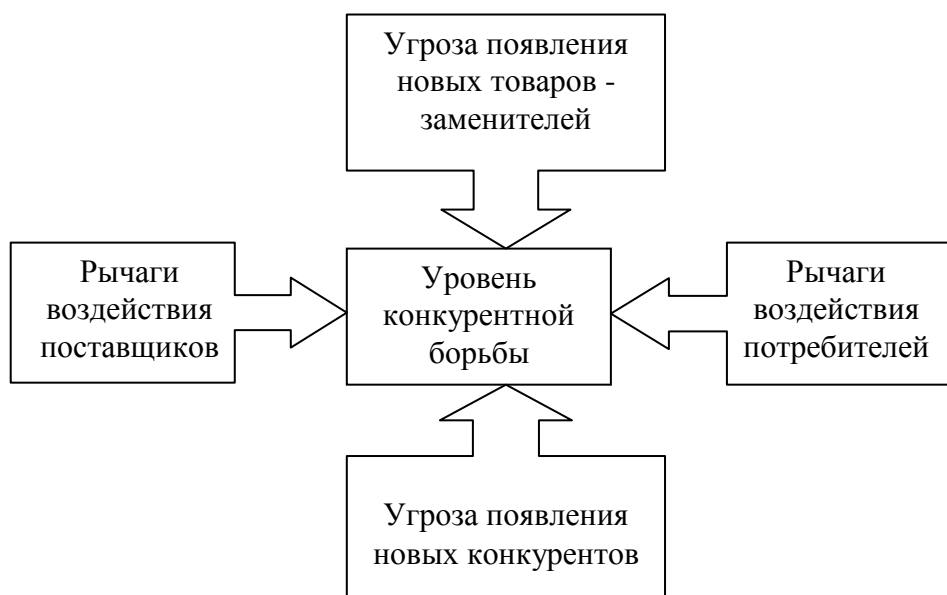 Угроза появления
новых товаров -
заменителей
Рычаги
воздействия
поставщиков
Уровень
конкурентной
борьбы
Рычаги
воздействия
потребителей
Угроза появления
новых конкурентов